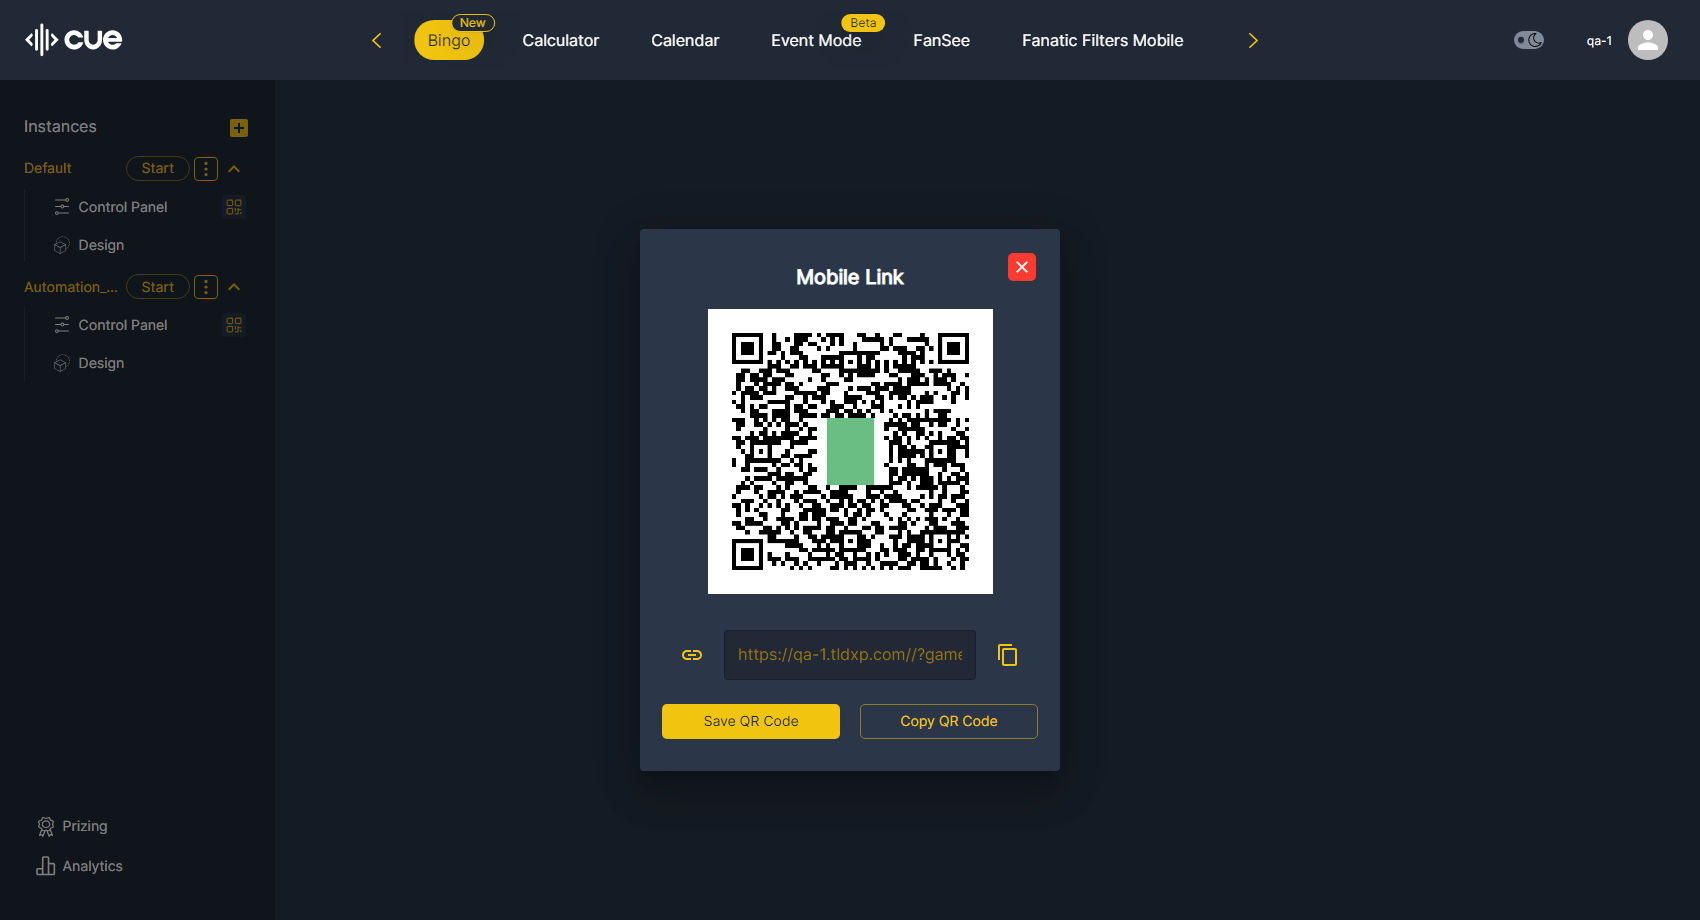 cue
Bingo
New
Calculator
Calendar
Event Mode
Beta
FanSee
Fanatic Filters Mobile
qa-1
Instances
Default
Start
Control Panel
Design
Automation_...
Start
Control Panel
Design
Prizing
Analytics
Mobile Link
https://qa-1.tldxp.com//?game
Save QR Code
Copy QR Code